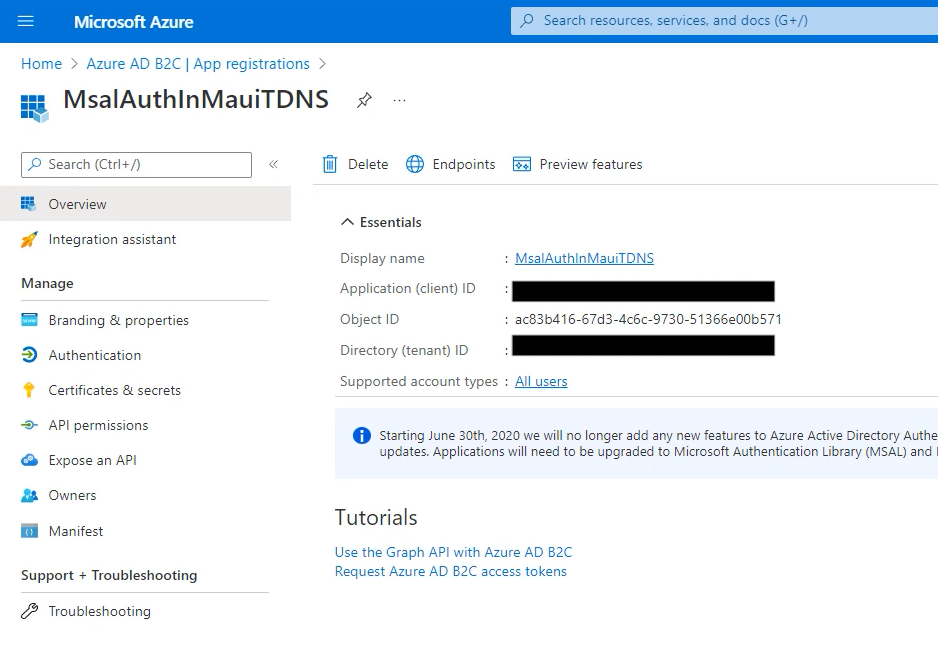 Microsoft Azure
Search resources, services, and docs (G+/)
Home > Azure AD B2C | App registrations >
MsalAuthInMauiTDNS
...
Search (Ctrl+/)
«
Delete
Endpoints
Preview features
Overview
Integration assistant
Manage
Branding & properties
Authentication
Certificates & secrets
API permissions
Expose an API
Owners
Manifest
Support + Troubleshooting
Troubleshooting
Essentials
Display name : MsalAuthInMauiTDNS
Application (client) ID :
Object ID : ac83b416-67d3-4c6c-9730-51366e00b571
Directory (tenant) ID :
Supported account types : All users
Starting June 30th, 2020 we will no longer add any new features to Azure Active Directory Authe
updates. Applications will need to be upgraded to Microsoft Authentication Library (MSAL) and
Tutorials
Use the Graph API with Azure AD B2C
Request Azure AD B2C access tokens